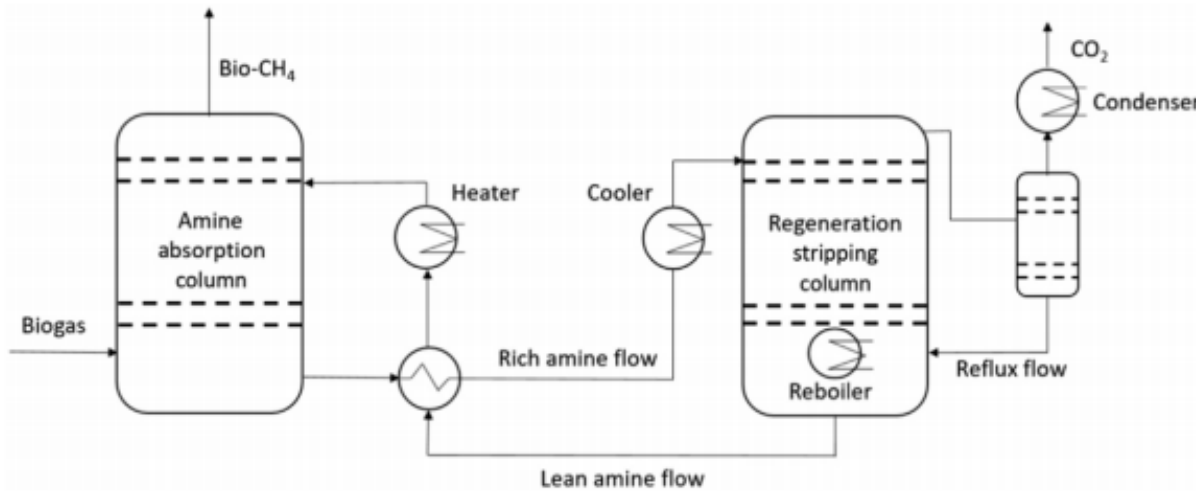 Bio-CH₄
CO₂
Condenser
Heater
Cooler
Amine
absorption
column
Regeneration
stripping
column
Biogas
Rich amine flow
Reflux flow
Reboiler
Lean amine flow